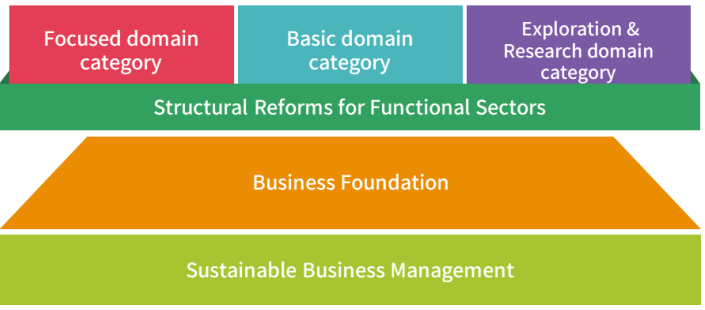 Focused domain
category
Basic domain
category
Exploration &
Research domain
category
Structural Reforms for Functional Sectors
Business Foundation
Sustainable Business Management